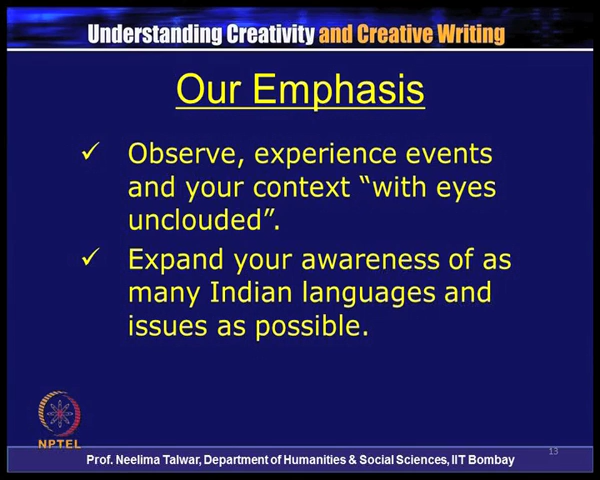 Understanding Creativity and Creative Writing
Our Emphasis
✓ Observe, experience events
and your context “with eyes
unclouded”.
✓ Expand your awareness of as
many Indian languages and
issues as possible.
NPTEL
13
Prof. Neelima Talwar, Department of Humanities & Social Sciences, IIT Bombay